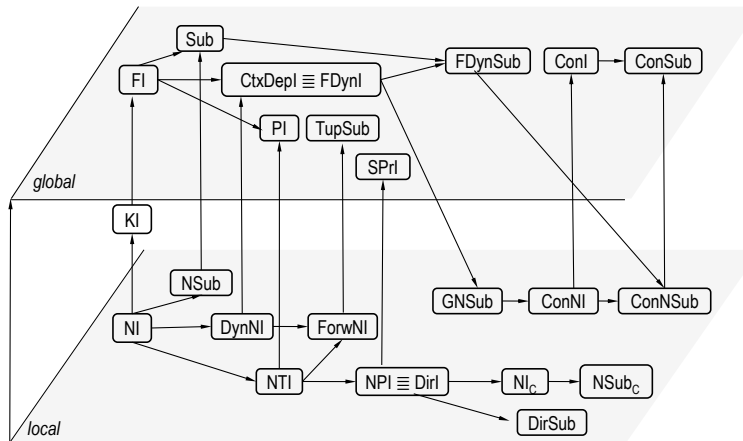 Sub
FDynSub
ConI
ConSub
FI
CtxDepI ≡ FDynI
PI
TupSub
SPrI
global
KI
NSub
GNSub
ConNI
ConNSub
NI
DynNI
ForwNI
NTI
NPI ≡ DirI
NI_C
NSub_C
DirSub
local